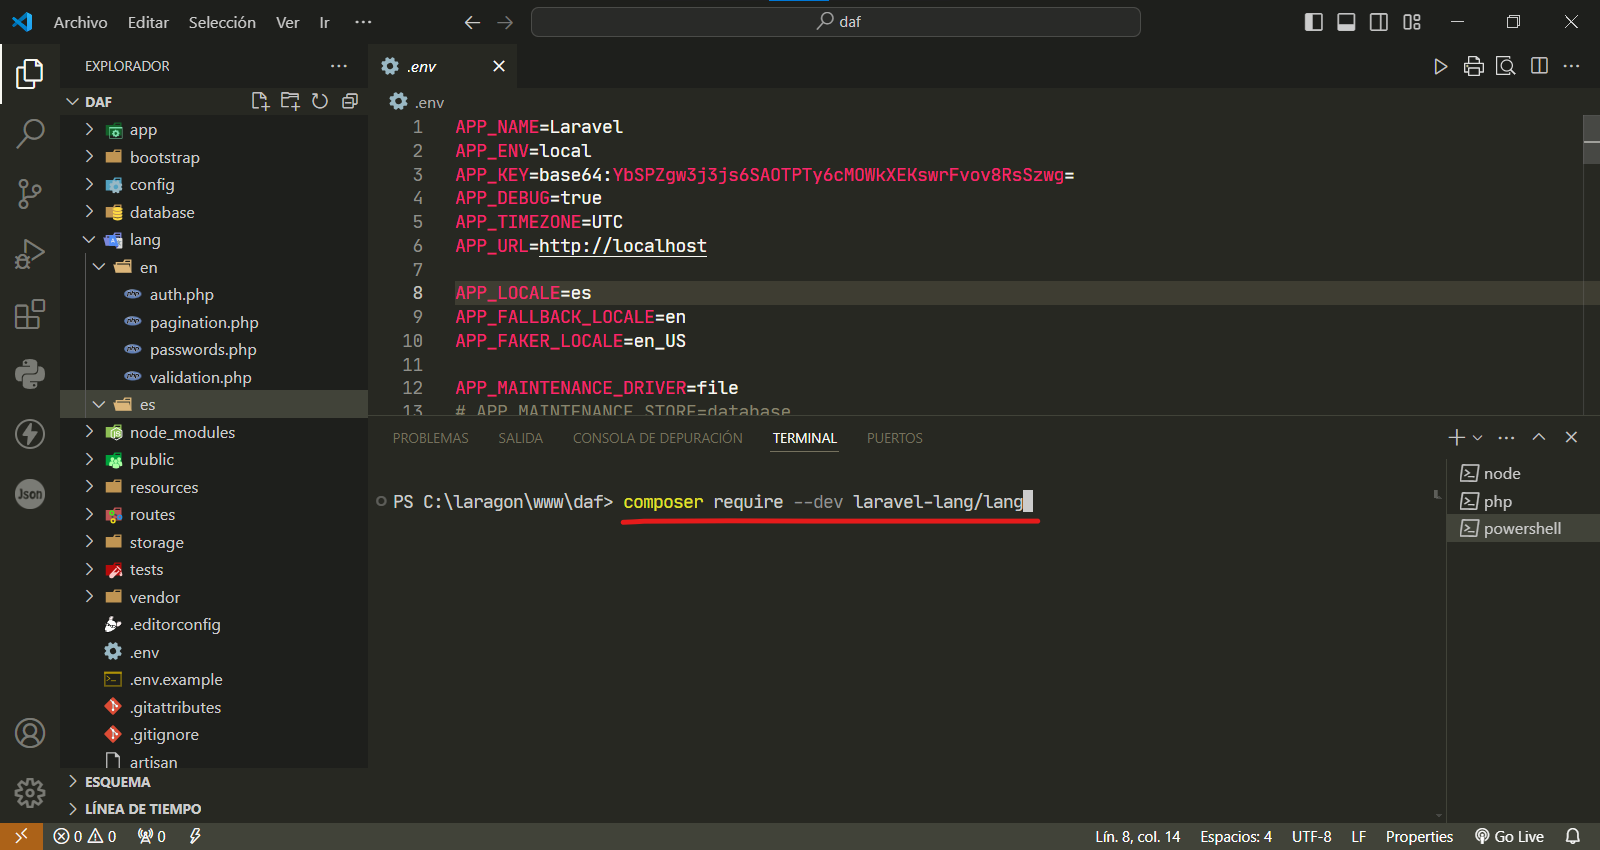 Archivo Editar Selección Ver Ir ··· daf
EXPLORADOR ···
DAF
app
bootstrap
config
database
lang
en
auth.php
pagination.php
passwords.php
validation.php
es
node_modules
public
resources
routes
storage
tests
vendor
.editorconfig
.env
.env.example
.gitattributes
.gitignore
artisan
ESQUEMA
LÍNEA DE TIEMPO
.env
.env
1 APP_NAME=Laravel
2 APP_ENV=local
3 APP_KEY=base64:YbSPZgw3j3js6SAOTPTy6cMOWkXEKswrFvov8RsSzwg=
4 APP_DEBUG=true
5 APP_TIMEZONE=UTC
6 APP_URL=http://localhost
7
8 APP_LOCALE=es
9 APP_FALLBACK_LOCALE=en
10 APP_FAKER_LOCALE=en_US
11
12 APP_MAINTENANCE_DRIVER=file
13 # APP_MAINTENANCE_STORE=database
PROBLEMAS SALIDA CONSOLA DE DEPURACIÓN TERMINAL PUERTOS
PS C:\laragon\www\daf> composer require --dev laravel-lang/lang
node
php
powershell
Json
0 0 0 Lín. 8, col. 14 Espacios: 4 UTF-8 LF Properties Go Live